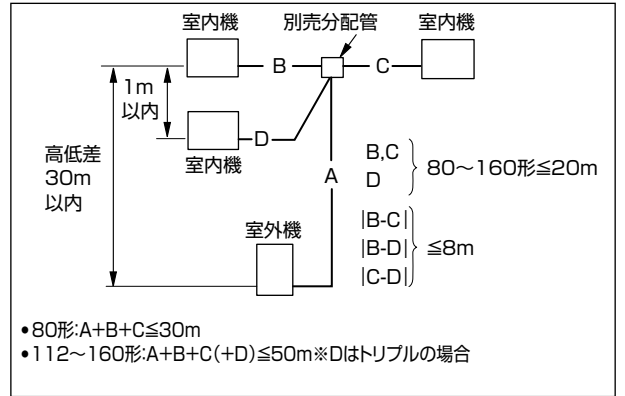 室内機
別売分配管
室内機
B
C
1m
以内
D
室内機
高低差
30m
以内
A
B,C
D
80～160形≦20m
室外機
|B-C|
|B-D|
|C-D|
≦8m
•80形:A+B+C≦30m
•112～160形:A+B+C(+D)≦50m※Dはトリプルの場合